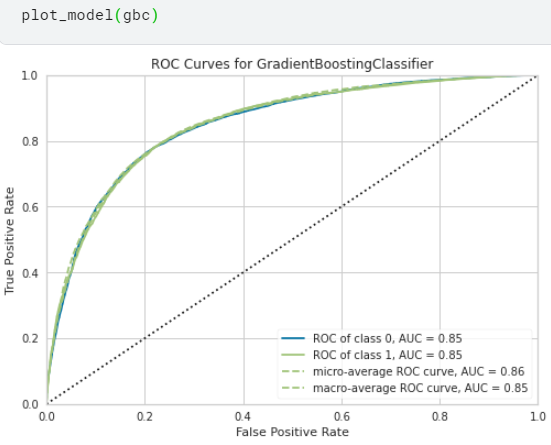 plot_model(gbc)
ROC Curves for GradientBoostingClassifier
1.0
0.8
0.6
0.4
0.2
0.0
True Positive Rate
ROC of class 0, AUC = 0.85
ROC of class 1, AUC = 0.85
micro-average ROC curve, AUC = 0.86
macro-average ROC curve, AUC = 0.85
0.0 0.2 0.4 0.6 0.8 1.0
False Positive Rate